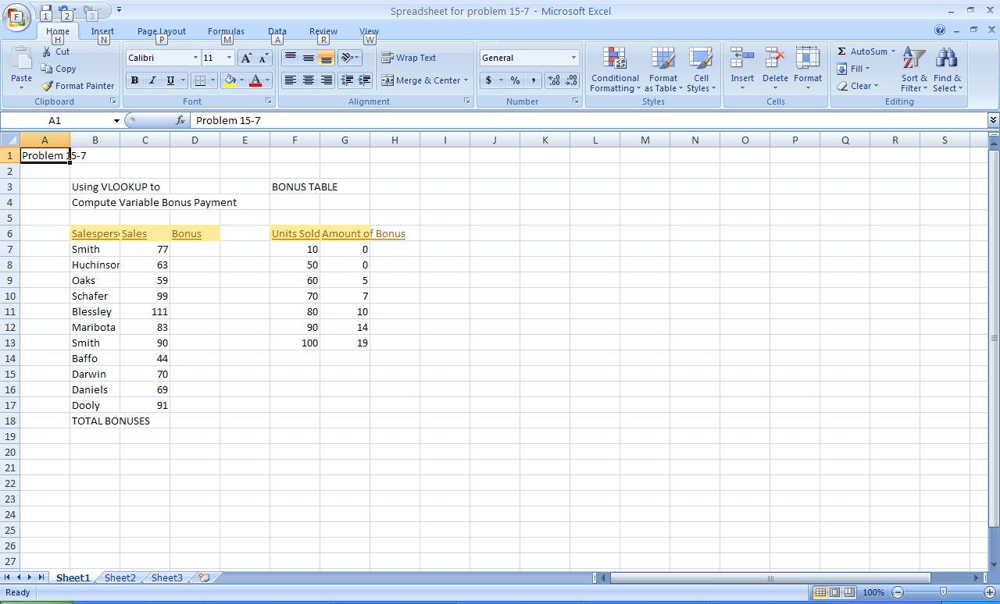 F 1 2 3 Spreadsheet for problem 15-7 - Microsoft Excel
Home Insert Page Layout Formulas Data Review View
H N P M A R W
Paste Cut Calibri 11 Wrap Text General Conditional Formatting Format as Table Cell Styles Insert Delete Format Σ AutoSum Sort & Filter Find & Select
Copy Fill
Format Painter B I U A Merge & Center $ % , .0 .00 .00 .0 Clear
Clipboard Font Alignment Number Styles Cells Editing
A1 fx Problem 15-7
A B C D E F G H I J K L M N O P Q R S
1 Problem 15-7
2
3 Using VLOOKUP to BONUS TABLE
4 Compute Variable Bonus Payment
5
6 Salesperso Sales Bonus Units Sold Amount of Bonus
7 Smith 77 10 0
8 Huchinson 63 50 0
9 Oaks 59 60 5
10 Schafer 99 70 7
11 Blessley 111 80 10
12 Maribota 83 90 14
13 Smith 90 100 19
14 Baffo 44
15 Darwin 70
16 Daniels 69
17 Dooly 91
18 TOTAL BONUSES
19
20
21
22
23
24
25
26
27
Sheet1 Sheet2 Sheet3
Ready 100%